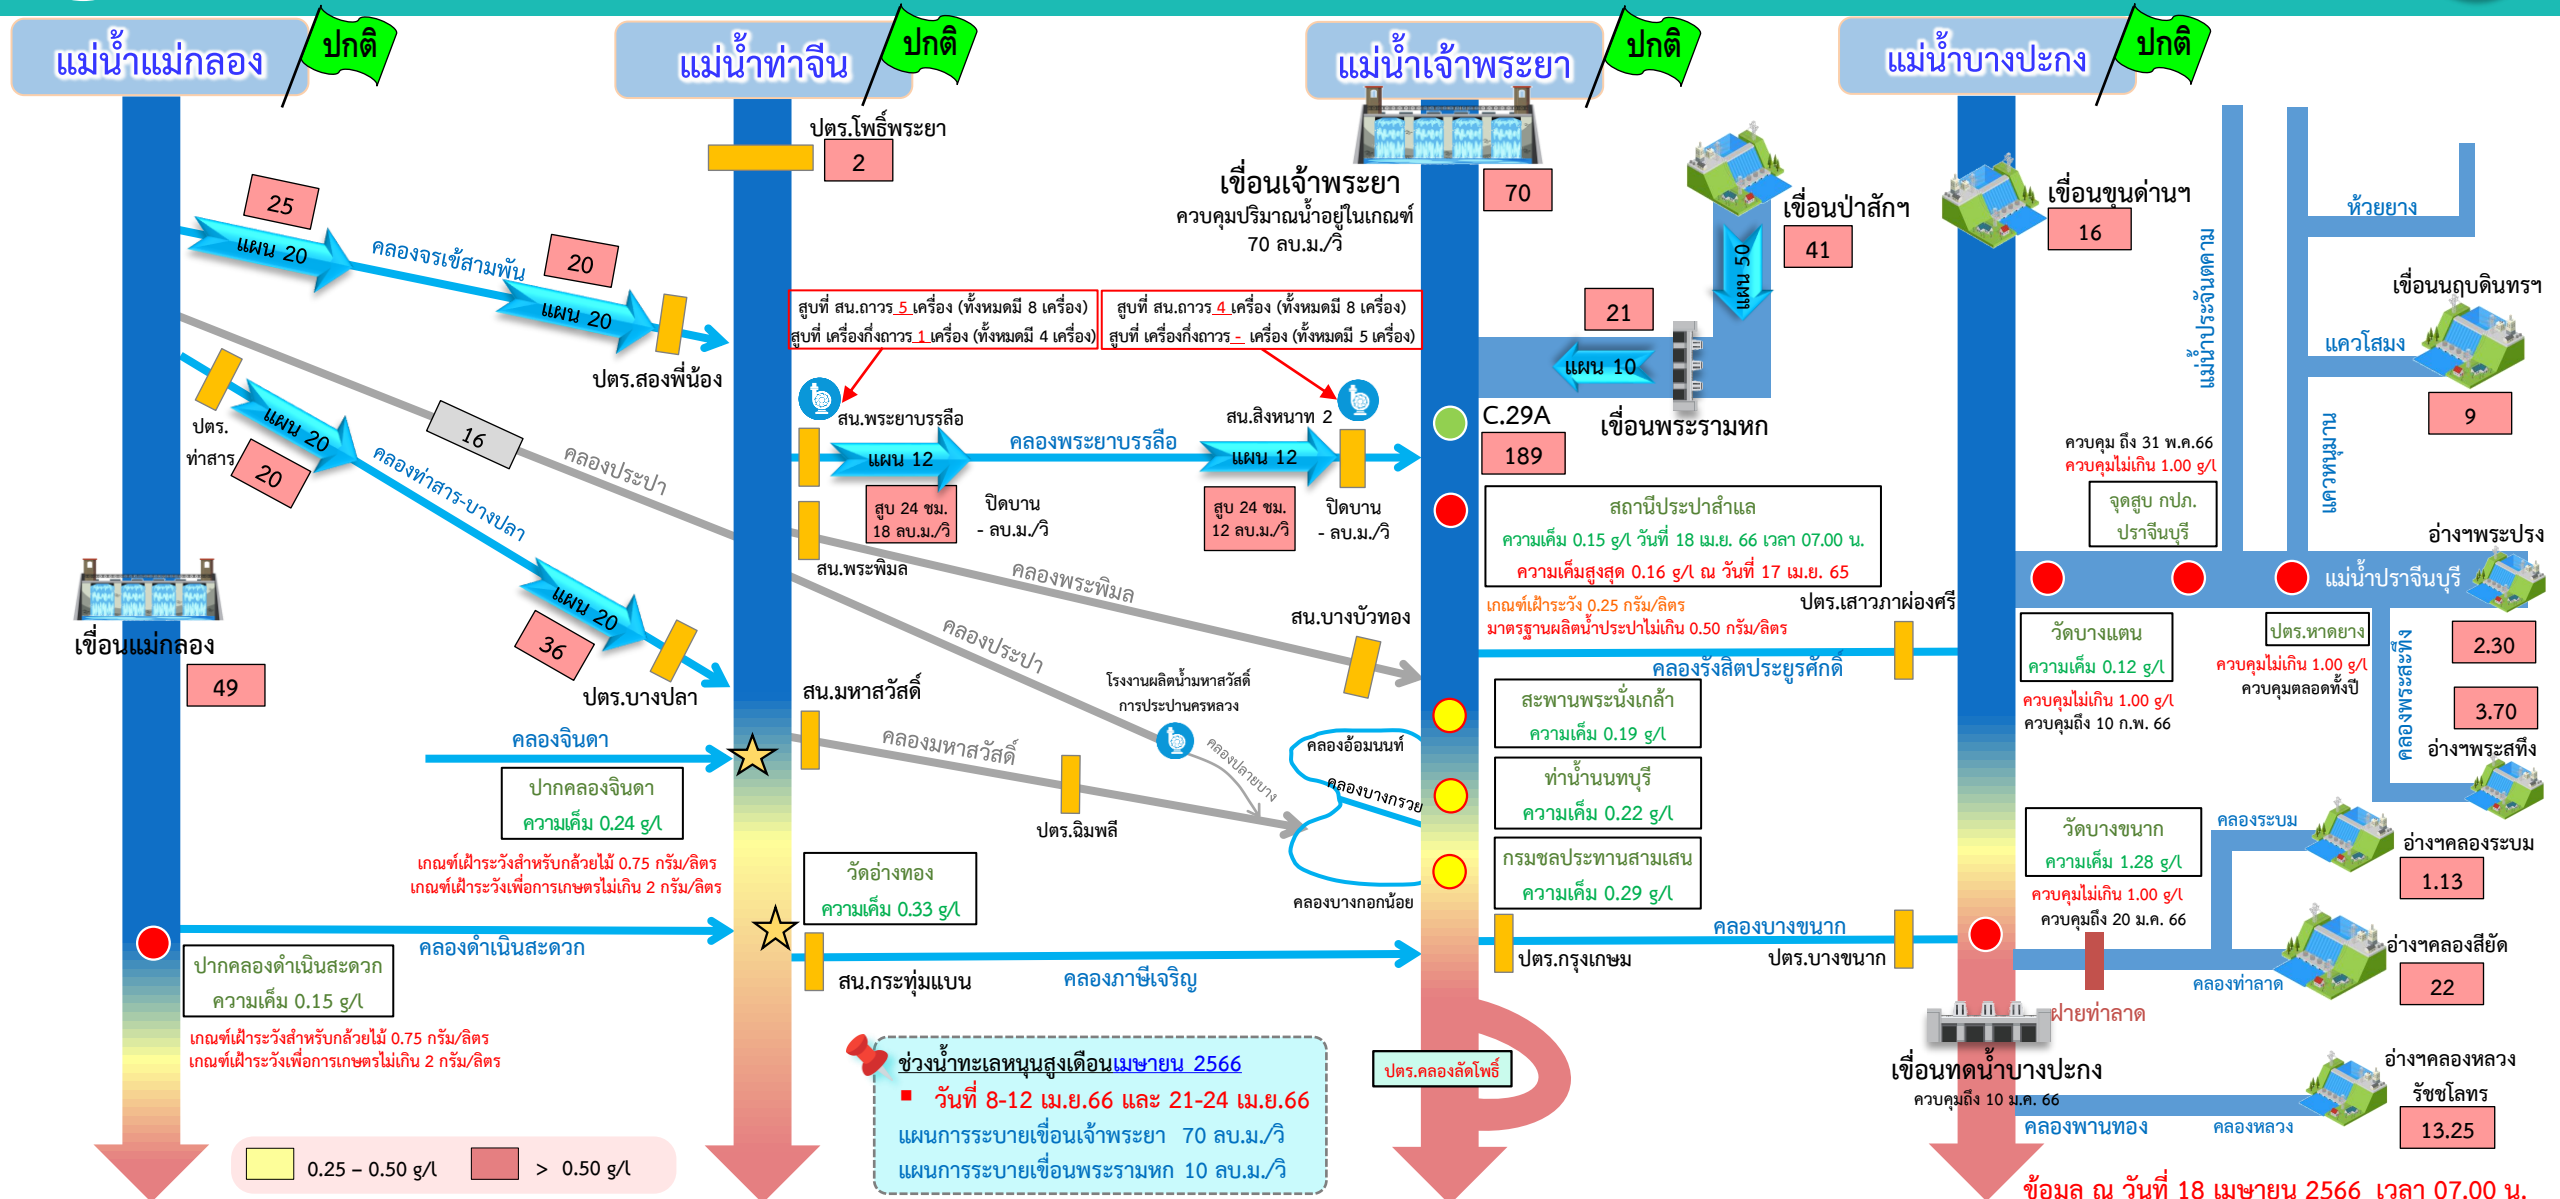 แม่น้ำแม่กลอง
ปกติ
แม่น้ำท่าจีน
ปกติ
แม่น้ำเจ้าพระยา
ปกติ
แม่น้ำบางปะกง
ปกติ
25
แผน 20
คลองจรเข้สามพัน
20
แผน 20
ปตร.สองพี่น้อง
ปตร.
ท่าสาร
แผน 20
20
คลองท่าสาร-บางปลา
แผน 20
36
ปตร.บางปลา
16
คลองประปา
เขื่อนแม่กลอง
49
คลองจินดา
ปากคลองจินดา
ความเค็ม 0.24 g/l
เกณฑ์เฝ้าระวังสำหรับกล้วยไม้ 0.75 กรัม/ลิตร
เกณฑ์เฝ้าระวังเพื่อการเกษตรไม่เกิน 2 กรัม/ลิตร
คลองดำเนินสะดวก
ปากคลองดำเนินสะดวก
ความเค็ม 0.15 g/l
เกณฑ์เฝ้าระวังสำหรับกล้วยไม้ 0.75 กรัม/ลิตร
เกณฑ์เฝ้าระวังเพื่อการเกษตรไม่เกิน 2 กรัม/ลิตร
0.25 – 0.50 g/l
> 0.50 g/l
ปตร.โพธิ์พระยา
2
สูบที่ สน.ถาวร 5 เครื่อง (ทั้งหมดมี 8 เครื่อง)
สูบที่ เครื่องกึ่งถาวร 1 เครื่อง (ทั้งหมดมี 4 เครื่อง)
สูบที่ สน.ถาวร 4 เครื่อง (ทั้งหมดมี 8 เครื่อง)
สูบที่ เครื่องกึ่งถาวร - เครื่อง (ทั้งหมดมี 5 เครื่อง)
สน.พระยาบรรลือ
แผน 12
คลองพระยาบรรลือ
สน.สิงหนาท 2
แผน 12
สูบ 24 ชม.
18 ลบ.ม./วิ
ปิดบาน
- ลบ.ม./วิ
สูบ 24 ชม.
12 ลบ.ม./วิ
ปิดบาน
- ลบ.ม./วิ
สน.พระพิมล
คลองพระพิมล
สน.บางบัวทอง
คลองประปา
โรงงานผลิตน้ำมหาสวัสดิ์
การประปานครหลวง
สน.มหาสวัสดิ์
คลองมหาสวัสดิ์
ปตร.ฉิมพลี
คลองปลายบาง
คลองอ้อมนนท์
คลองบางกรวย
คลองบางกอกน้อย
วัดอ่างทอง
ความเค็ม 0.33 g/l
สน.กระทุ่มแบน
คลองภาษีเจริญ
ช่วงน้ำทะเลหนุนสูงเดือนเมษายน 2566
วันที่ 8-12 เม.ย.66 และ 21-24 เม.ย.66
แผนการระบายเขื่อนเจ้าพระยา 70 ลบ.ม./วิ
แผนการระบายเขื่อนพระรามหก 10 ลบ.ม./วิ
เขื่อนเจ้าพระยา
ควบคุมปริมาณน้ำอยู่ในเกณฑ์
70 ลบ.ม./วิ
70
เขื่อนป่าสักฯ
41
แผน 50
21
แผน 10
เขื่อนพระรามหก
C.29A
189
สถานีประปาสำแล
ความเค็ม 0.15 g/l วันที่ 18 เม.ย. 66 เวลา 07.00 น.
ความเค็มสูงสุด 0.16 g/l ณ วันที่ 17 เม.ย. 65
เกณฑ์เฝ้าระวัง 0.25 กรัม/ลิตร
มาตรฐานผลิตน้ำประปาไม่เกิน 0.50 กรัม/ลิตร
ปตร.เสาวภาผ่องศรี
คลองรังสิตประยูรศักดิ์
สะพานพระนั่งเกล้า
ความเค็ม 0.19 g/l
ท่าน้ำนนทบุรี
ความเค็ม 0.22 g/l
กรมชลประทานสามเสน
ความเค็ม 0.29 g/l
คลองบางขนาก
ปตร.กรุงเกษม
ปตร.บางขนาก
ปตร.คลองลัดโพธิ์
เขื่อนขุนด่านฯ
16
แม่น้ำประจันตคาม
ห้วยยาง
เขื่อนนฤบดินทรฯ
แควโสมง
9
แควหนุมาน
ควบคุม ถึง 31 พ.ค.66
ควบคุมไม่เกิน 1.00 g/l
จุดสูบ กปภ.
ปราจีนบุรี
อ่างฯพระปรง
แม่น้ำปราจีนบุรี
2.30
วัดบางแตน
ความเค็ม 0.12 g/l
ควบคุมไม่เกิน 1.00 g/l
ควบคุมถึง 10 ก.พ. 66
ปตร.หาดยาง
ควบคุมไม่เกิน 1.00 g/l
ควบคุมตลอดทั้งปี
คลองพระสะทึง
3.70
อ่างฯพระสทึง
วัดบางขนาก
ความเค็ม 1.28 g/l
ควบคุมไม่เกิน 1.00 g/l
ควบคุมถึง 20 ม.ค. 66
คลองระบม
อ่างฯคลองระบม
1.13
อ่างฯคลองสียัด
22
คลองท่าลาด
ฝายท่าลาด
เขื่อนทดน้ำบางปะกง
ควบคุมถึง 10 ม.ค. 66
คลองพานทอง
คลองหลวง
อ่างฯคลองหลวง
รัชชโลทร
13.25
ข้อมูล ณ วันที่ 18 เมษายน 2566 เวลา 07.00 น.